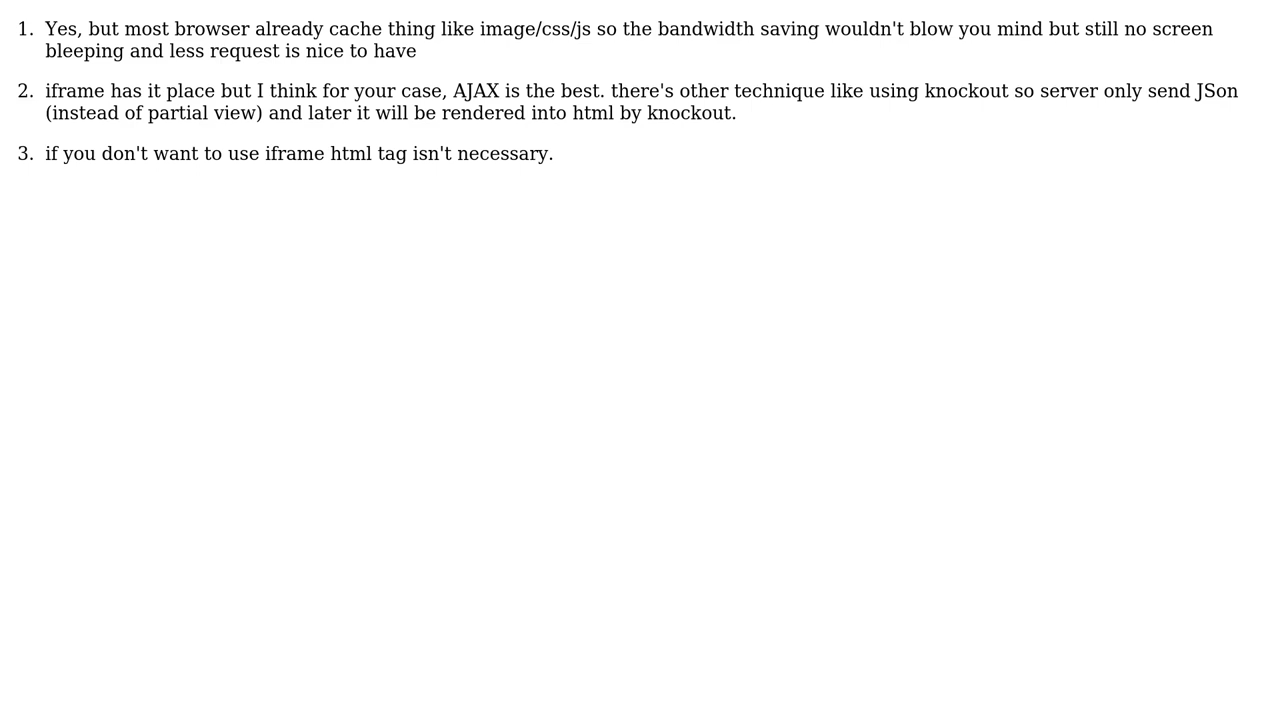 1. Yes, but most browser already cache thing like image/css/js so the bandwidth saving wouldn't blow you mind but still no screen
bleeping and less request is nice to have
2. iframe has it place but I think for your case, AJAX is the best. there's other technique like using knockout so server only send JSon
(instead of partial view) and later it will be rendered into html by knockout.
3. if you don't want to use iframe html tag isn't necessary.